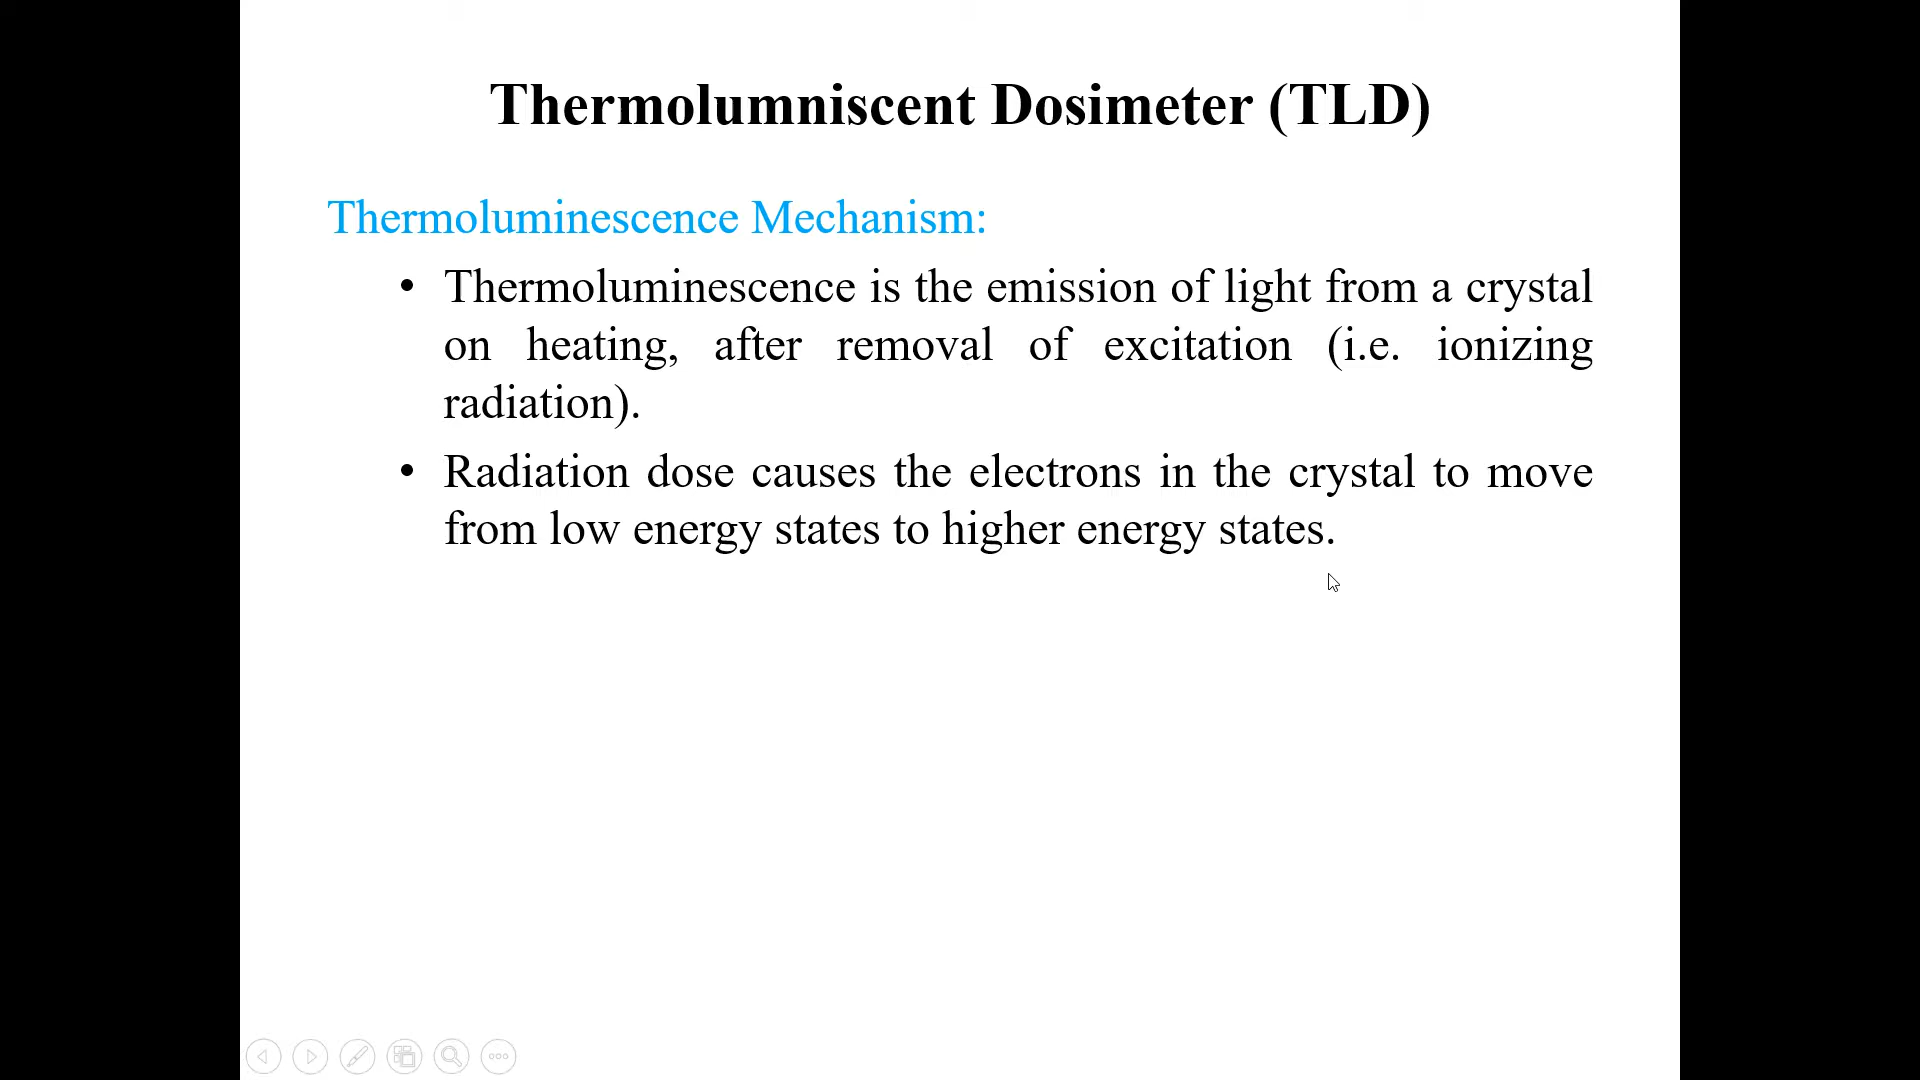 Thermolumniscent Dosimeter (TLD)
Thermoluminescence Mechanism:
• Thermoluminescence is the emission of light from a crystal
on heating, after removal of excitation (i.e. ionizing
radiation).
• Radiation dose causes the electrons in the crystal to move
from low energy states to higher energy states.